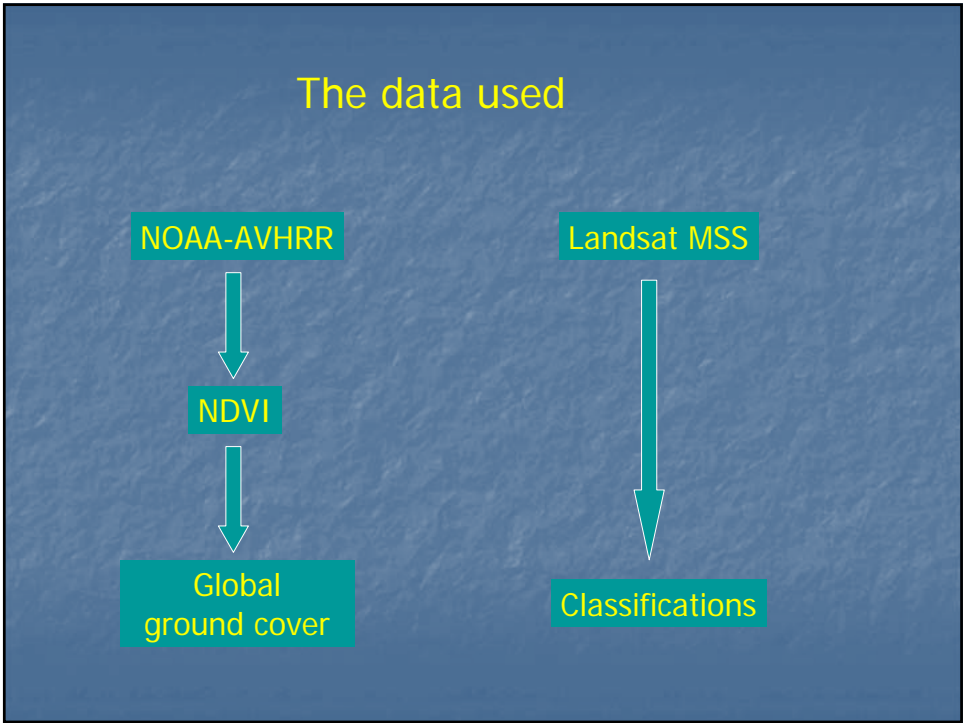 The data used
NOAA-AVHRR
NDVI
Global
ground cover
Landsat MSS
Classifications